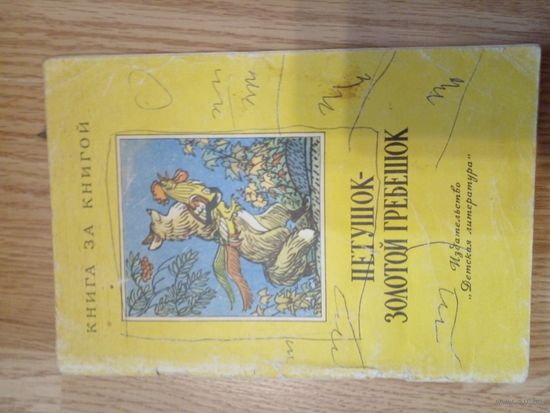 КНИГА ЗА КНИГОЙ
ПЕТУШОК-
ЗОЛОТОЙ ГРЕБЕШОК
Издательство
„Детская литература"